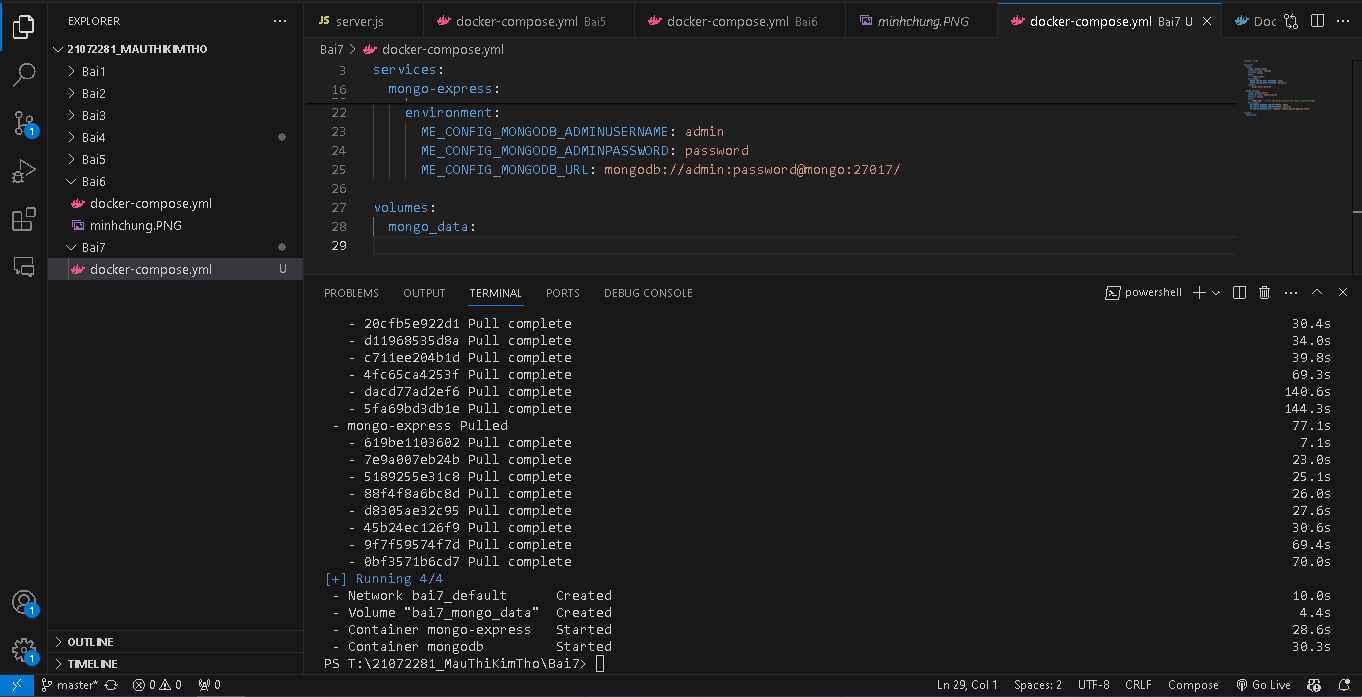 EXPLORER
21072281_MAUTHIKIMTHO
Bai1
Bai2
Bai3
Bai4
Bai5
Bai6
docker-compose.yml
minhchung.PNG
Bai7
docker-compose.yml U
OUTLINE
TIMELINE
JS server.js
docker-compose.yml Bai5
docker-compose.yml Bai6
minhchung.PNG
docker-compose.yml Bai7 U
Doc
Bai7 > docker-compose.yml
3 services:
16 mongo-express:
22 environment:
23 ME_CONFIG_MONGODB_ADMINUSERNAME: admin
24 ME_CONFIG_MONGODB_ADMINPASSWORD: password
25 ME_CONFIG_MONGODB_URL: mongodb://admin:password@mongo:27017/
26
27 volumes:
28 mongo_data:
29
PROBLEMS OUTPUT TERMINAL PORTS DEBUG CONSOLE
powershell
- 20cfb5e922d1 Pull complete 30.4s
- d11968535d8a Pull complete 34.0s
- c711ee204b1d Pull complete 39.8s
- 4fc65ca4253f Pull complete 69.3s
- dacd77ad2ef6 Pull complete 140.6s
- 5fa69bd3db1e Pull complete 144.3s
- mongo-express Pulled 77.1s
- 619be1103602 Pull complete 7.1s
- 7e9a007eb24b Pull complete 23.0s
- 5189255e31c8 Pull complete 25.1s
- 88f4f8a6bc8d Pull complete 26.0s
- d8305ae32c95 Pull complete 27.6s
- 45b24ec126f9 Pull complete 30.6s
- 9f7f59574f7d Pull complete 69.4s
- 0bf3571b6cd7 Pull complete 70.0s
[+] Running 4/4
- Network bai7_default Created 10.0s
- Volume "bai7_mongo_data" Created 4.4s
- Container mongo-express Started 28.6s
- Container mongodb Started 30.3s
PS T:\21072281_MauThiKimTho\Bai7>
1
1
1
master* 0 0 0
Ln 29, Col 1 Spaces: 2 UTF-8 CRLF Compose Go Live